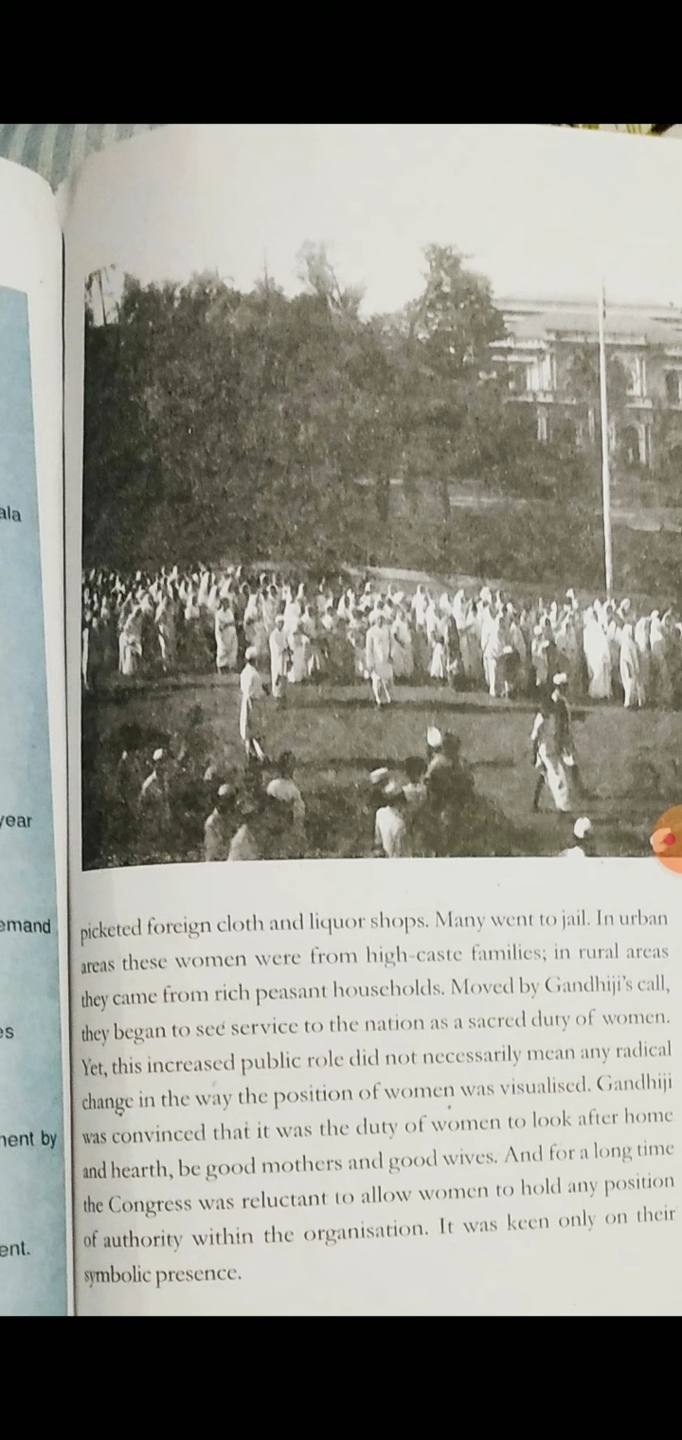 ala
year
emand
es
ment by
ent.
picketed foreign cloth and liquor shops. Many went to jail. In urban
areas these women were from high-caste families; in rural areas
they came from rich peasant households. Moved by Gandhiji's call,
they began to see service to the nation as a sacred duty of women.
Yet, this increased public role did not necessarily mean any radical
change in the way the position of women was visualised. Gandhiji
was convinced that it was the duty of women to look after home
and hearth, be good mothers and good wives. And for a long time
the Congress was reluctant to allow women to hold any position
of authority within the organisation. It was keen only on their
symbolic presence.